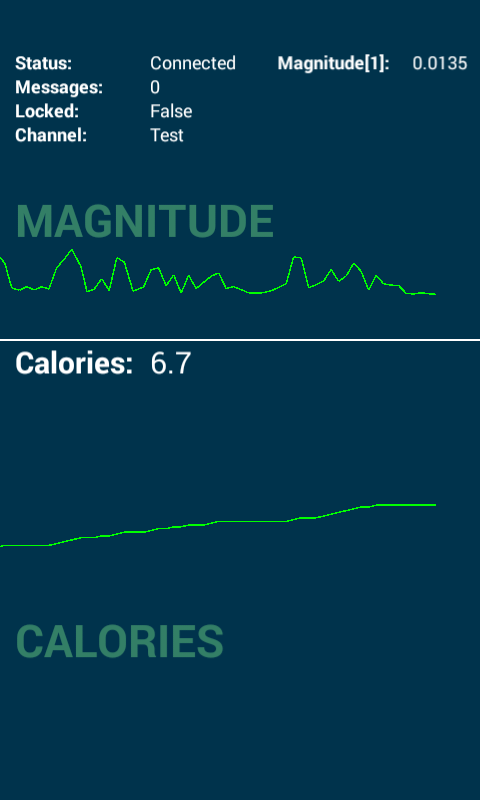 Status: Connected Magnitude[1]: 0.0135
Messages: 0
Locked: False
Channel: Test
MAGNITUDE
Calories: 6.7
CALORIES